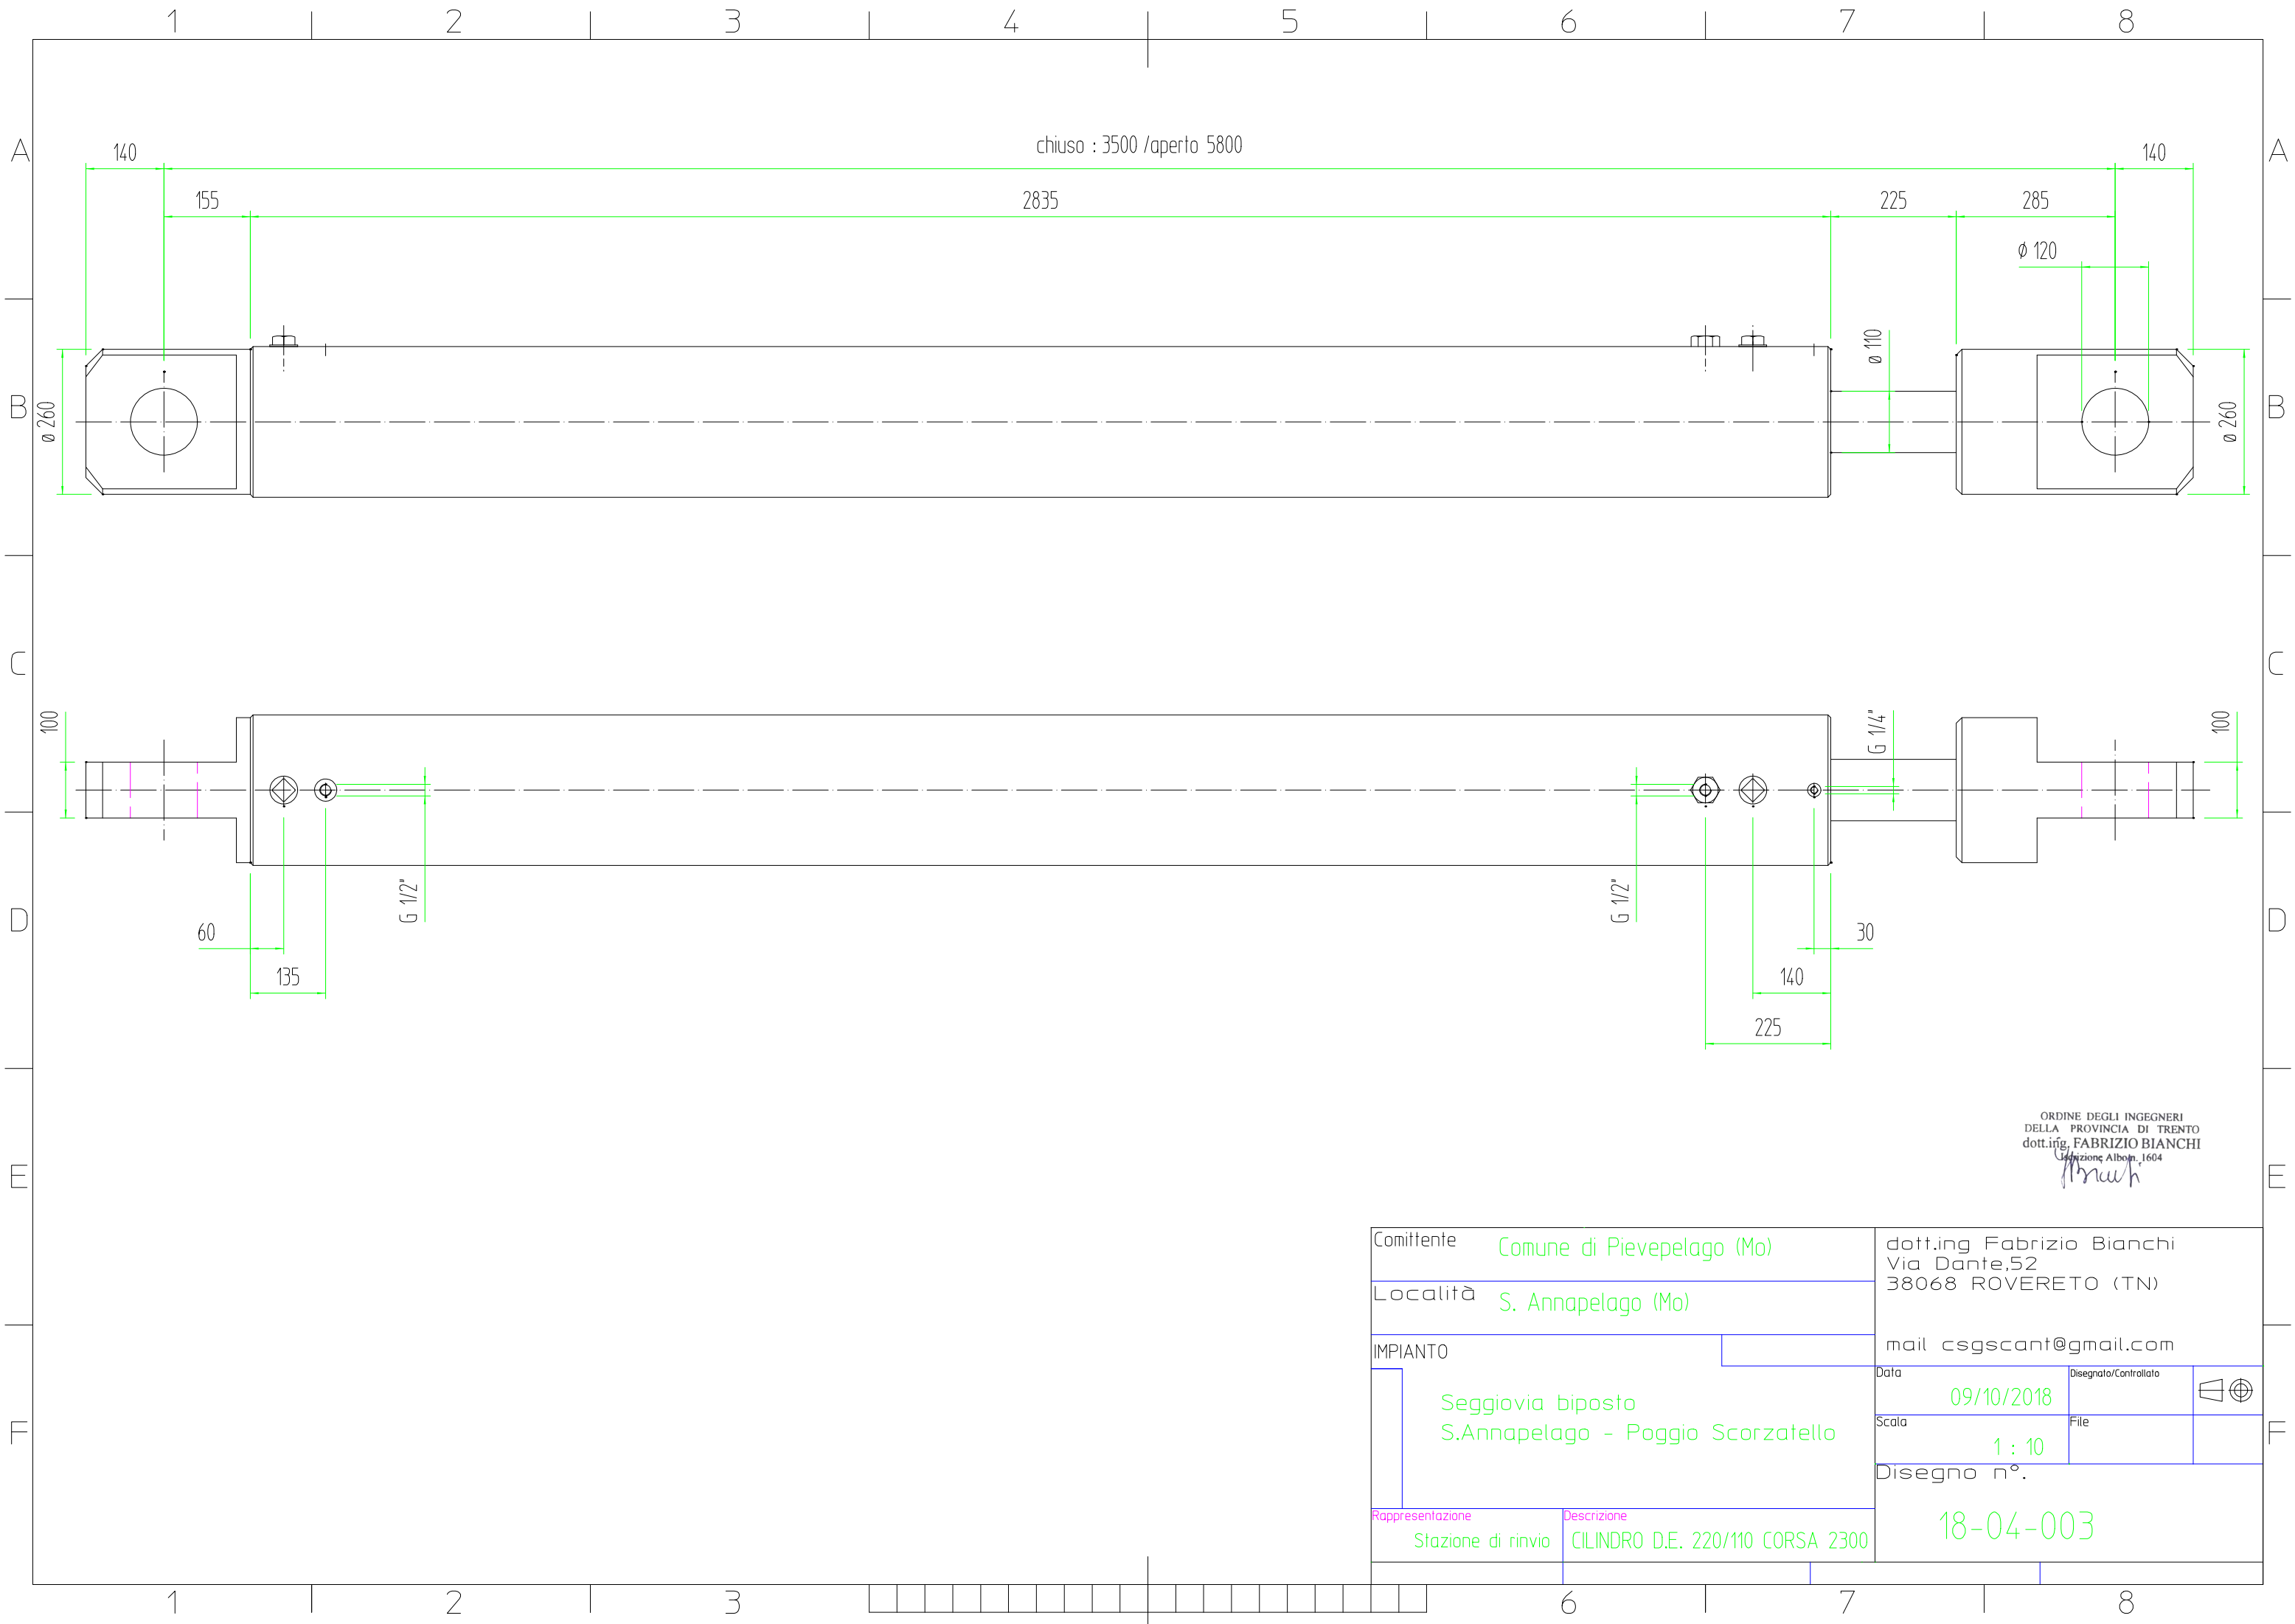 1 2 3 4 5 6 7 8
A A
chiuso : 3500 /aperto 5800
140 140
155 2835 225 285
ø 120
ø 110
B B
ø 260 ø 260
C C
100 G 1/4" 100
G 1/2" G 1/2"
D D
60 30
135 140
225
ORDINE DEGLI INGEGNERI
DELLA PROVINCIA DI TRENTO
dott.ing. FABRIZIO BIANCHI
Iscrizione Albo n. 1604
E E
Comittente Comune di Pievepelago (Mo)
Località S. Annapelago (Mo)
IMPIANTO
Seggiovia biposto
S.Annapelago - Poggio Scorzatello
Rappresentazione
Stazione di rinvio
Descrizione
CILINDRO D.E. 220/110 CORSA 2300
dott.ing Fabrizio Bianchi
Via Dante,52
38068 ROVERETO (TN)
mail csgscant@gmail.com
Data
09/10/2018
Disegnato/Controllato
Scala
1 : 10
File
Disegno n°.
18-04-003
F F
1 2 3 6 7 8